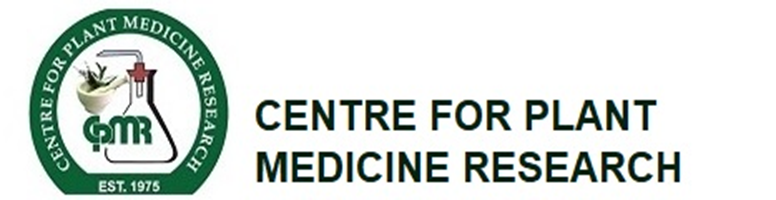 CENTRE FOR PLANT MEDICINE RESEARCH
CPMR
EST. 1975
CENTRE FOR PLANT
MEDICINE RESEARCH